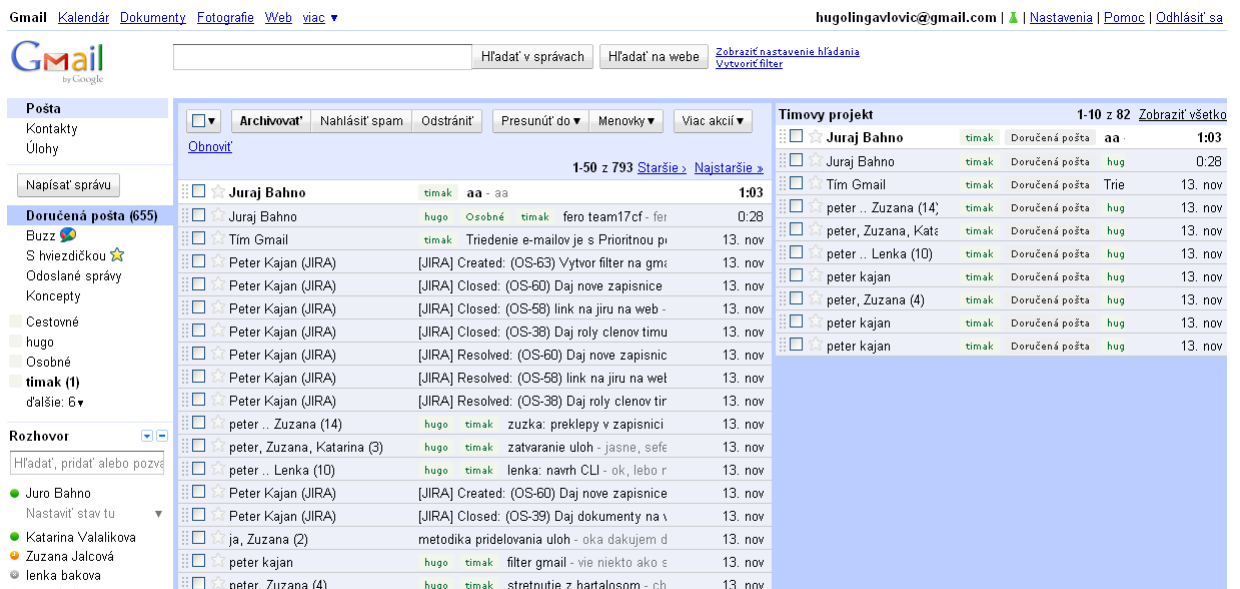 Gmail Kalendár Dokumenty Fotografie Web viac ▼
hugolingavlovic@gmail.com | Nastavenia | Pomoc | Odhlásiť sa
Gmail by Google
Hľadať v správach Hľadať na webe Zobraziť nastavenie hľadania
Vytvoriť filter
Pošta
Kontakty
Úlohy
Napísať správu
Doručená pošta (655)
Buzz
S hviezdičkou
Odoslané správy
Koncepty
Cestovné
hugo
Osobné
timak (1)
ďalšie: 6▼
Rozhovor
Hľadať, pridať alebo pozva
Juro Bahno
Nastaviť stav tu ▼
Katarina Valalikova
Zuzana Jalcová
lenka bakova
Archivovať Nahlásiť spam Odstrániť Presunúť do ▼ Menovky ▼ Viac akcií ▼
Obnoviť
1-50 z 793 Staršie › Najstaršie »
Juraj Bahno timak aa - aa 1:03
Juraj Bahno hugo Osobné timak fero team17cf - fer 0:28
Tím Gmail timak Triedenie e-mailov je s Prioritnou p 13. nov
Peter Kajan (JIRA) [JIRA] Created: (OS-63) Vytvor filter na gma 13. nov
Peter Kajan (JIRA) [JIRA] Closed: (OS-60) Daj nove zapisnice 13. nov
Peter Kajan (JIRA) [JIRA] Closed: (OS-58) link na jiru na web - 13. nov
Peter Kajan (JIRA) [JIRA] Closed: (OS-38) Daj roly clenov timu 13. nov
Peter Kajan (JIRA) [JIRA] Resolved: (OS-60) Daj nove zapisnic 13. nov
Peter Kajan (JIRA) [JIRA] Resolved: (OS-58) link na jiru na wel 13. nov
Peter Kajan (JIRA) [JIRA] Resolved: (OS-38) Daj roly clenov tir 13. nov
peter .. Zuzana (14) hugo timak zuzka: preklepy v zapisnici 13. nov
peter, Zuzana, Katarina (3) hugo timak zatvaranie uloh - jasne, sefe 13. nov
peter .. Lenka (10) hugo timak lenka: navrh CLI - ok, lebo r 13. nov
Peter Kajan (JIRA) [JIRA] Created: (OS-60) Daj nove zapisnice 13. nov
Peter Kajan (JIRA) [JIRA] Closed: (OS-39) Daj dokumenty na v 13. nov
ja, Zuzana (2) metodika pridelovania uloh - oka dakujem d 13. nov
peter kajan hugo timak filter gmail - vie niekto ako s 13. nov
peter, Zuzana (4) hugo timak stretnutie z bartalosom - ch 13. nov
Timovy projekt 1-10 z 82 Zobraziť všetko
Juraj Bahno timak Doručená pošta aa - 1:03
Juraj Bahno timak Doručená pošta hug 0:28
Tím Gmail timak Doručená pošta Trie 13. nov
peter .. Zuzana (14) timak Doručená pošta hug 13. nov
peter, Zuzana, Kata timak Doručená pošta hug 13. nov
peter .. Lenka (10) timak Doručená pošta hug 13. nov
peter kajan timak Doručená pošta hug 13. nov
peter, Zuzana (4) timak Doručená pošta hug 13. nov
peter kajan timak Doručená pošta hug 13. nov
peter kajan timak Doručená pošta hug 13. nov